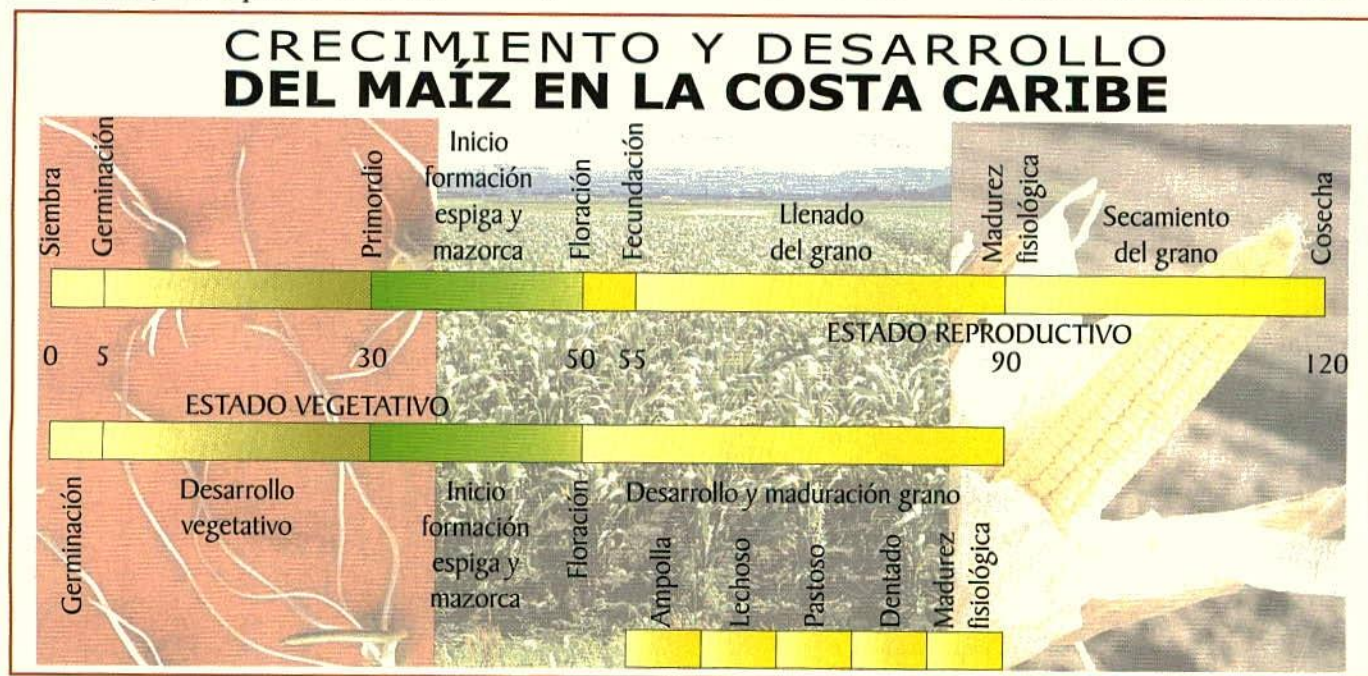 CRECIMIENTO Y DESARROLLO
DEL MAÍZ EN LA COSTA CARIBE
Siembra
Germinación
Primordio
Inicio
formación
espiga y
mazorca
Floración
Fecundación
Llenado
del grano
Madurez
fisiológica
Secamiento
del grano
Cosecha
ESTADO REPRODUCTIVO
0 5 30 50 55 90 120
ESTADO VEGETATIVO
Germinación
Desarrollo
vegetativo
Inicio
formación
espiga y
mazorca
Floración
Desarrollo y maduración grano
Ampolla
Lechoso
Pastoso
Dentado
Madurez
fisiológica